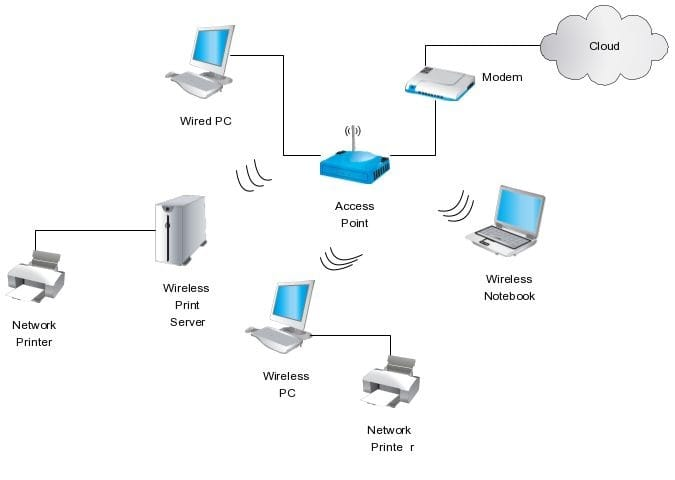 Cloud
Modem
Wired PC
Access
Point
Wireless
Notebook
Wireless
Print
Server
Network
Printer
Wireless
PC
Network
Printe r